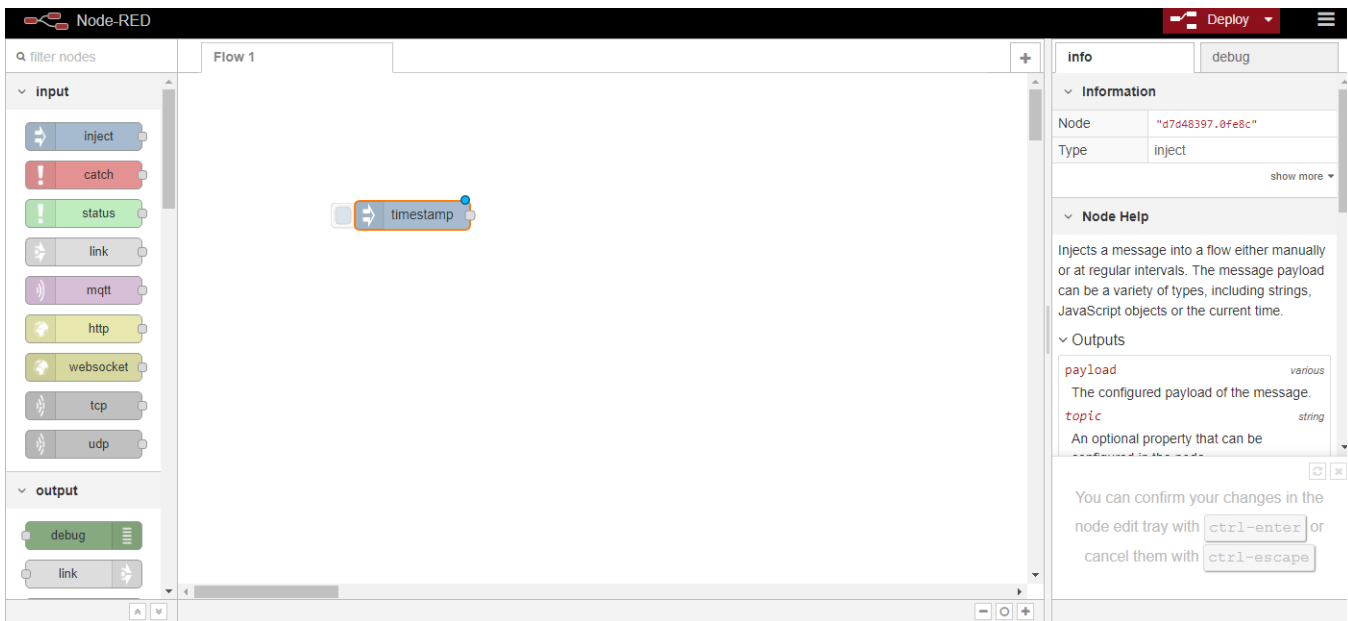 Node-RED
Deploy
filter nodes
Flow 1
info
debug
input
inject
catch
status
link
mqtt
http
websocket
tcp
udp
output
debug
link
timestamp
Information
Node "d7d48397.0fe8c"
Type inject
show more
Node Help
Injects a message into a flow either manually
or at regular intervals. The message payload
can be a variety of types, including strings,
JavaScript objects or the current time.
Outputs
payload various
The configured payload of the message.
topic string
An optional property that can be
configured in the node.
You can confirm your changes in the
node edit tray with ctrl-enter or
cancel them with ctrl-escape